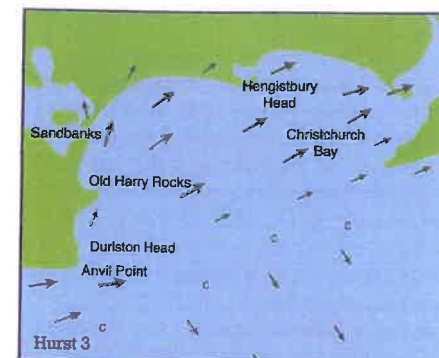 Hengistbury
Head
Sandbanks
Christchurch
Bay
Old Harry Rocks
c
c
Durlston Head
Anvil Point
c
c
Hurst 3